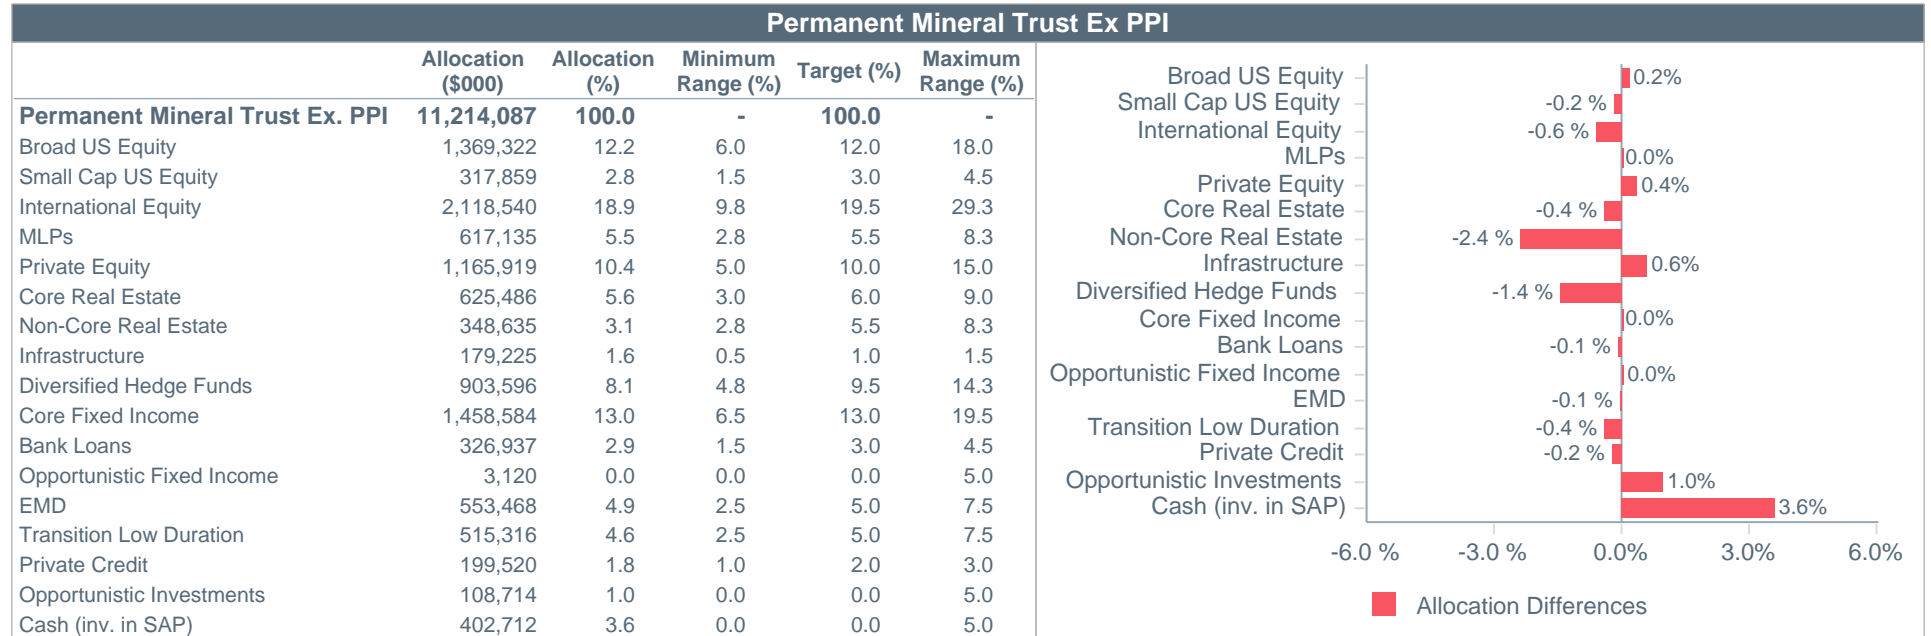 Permanent Mineral Trust Ex PPI
Allocation ($000) Allocation (%) Minimum Range (%) Target (%) Maximum Range (%)
Permanent Mineral Trust Ex. PPI 11,214,087 100.0 - 100.0 -
Broad US Equity 1,369,322 12.2 6.0 12.0 18.0
Small Cap US Equity 317,859 2.8 1.5 3.0 4.5
International Equity 2,118,540 18.9 9.8 19.5 29.3
MLPs 617,135 5.5 2.8 5.5 8.3
Private Equity 1,165,919 10.4 5.0 10.0 15.0
Core Real Estate 625,486 5.6 3.0 6.0 9.0
Non-Core Real Estate 348,635 3.1 2.8 5.5 8.3
Infrastructure 179,225 1.6 0.5 1.0 1.5
Diversified Hedge Funds 903,596 8.1 4.8 9.5 14.3
Core Fixed Income 1,458,584 13.0 6.5 13.0 19.5
Bank Loans 326,937 2.9 1.5 3.0 4.5
Opportunistic Fixed Income 3,120 0.0 0.0 0.0 5.0
EMD 553,468 4.9 2.5 5.0 7.5
Transition Low Duration 515,316 4.6 2.5 5.0 7.5
Private Credit 199,520 1.8 1.0 2.0 3.0
Opportunistic Investments 108,714 1.0 0.0 0.0 5.0
Cash (inv. in SAP) 402,712 3.6 0.0 0.0 5.0
Broad US Equity 0.2%
Small Cap US Equity -0.2 %
International Equity -0.6 %
MLPs 0.0%
Private Equity 0.4%
Core Real Estate -0.4 %
Non-Core Real Estate -2.4 %
Infrastructure 0.6%
Diversified Hedge Funds -1.4 %
Core Fixed Income 0.0%
Bank Loans -0.1 %
Opportunistic Fixed Income 0.0%
EMD -0.1 %
Transition Low Duration -0.4 %
Private Credit -0.2 %
Opportunistic Investments 1.0%
Cash (inv. in SAP) 3.6%
-6.0 % -3.0 % 0.0% 3.0% 6.0%
Allocation Differences